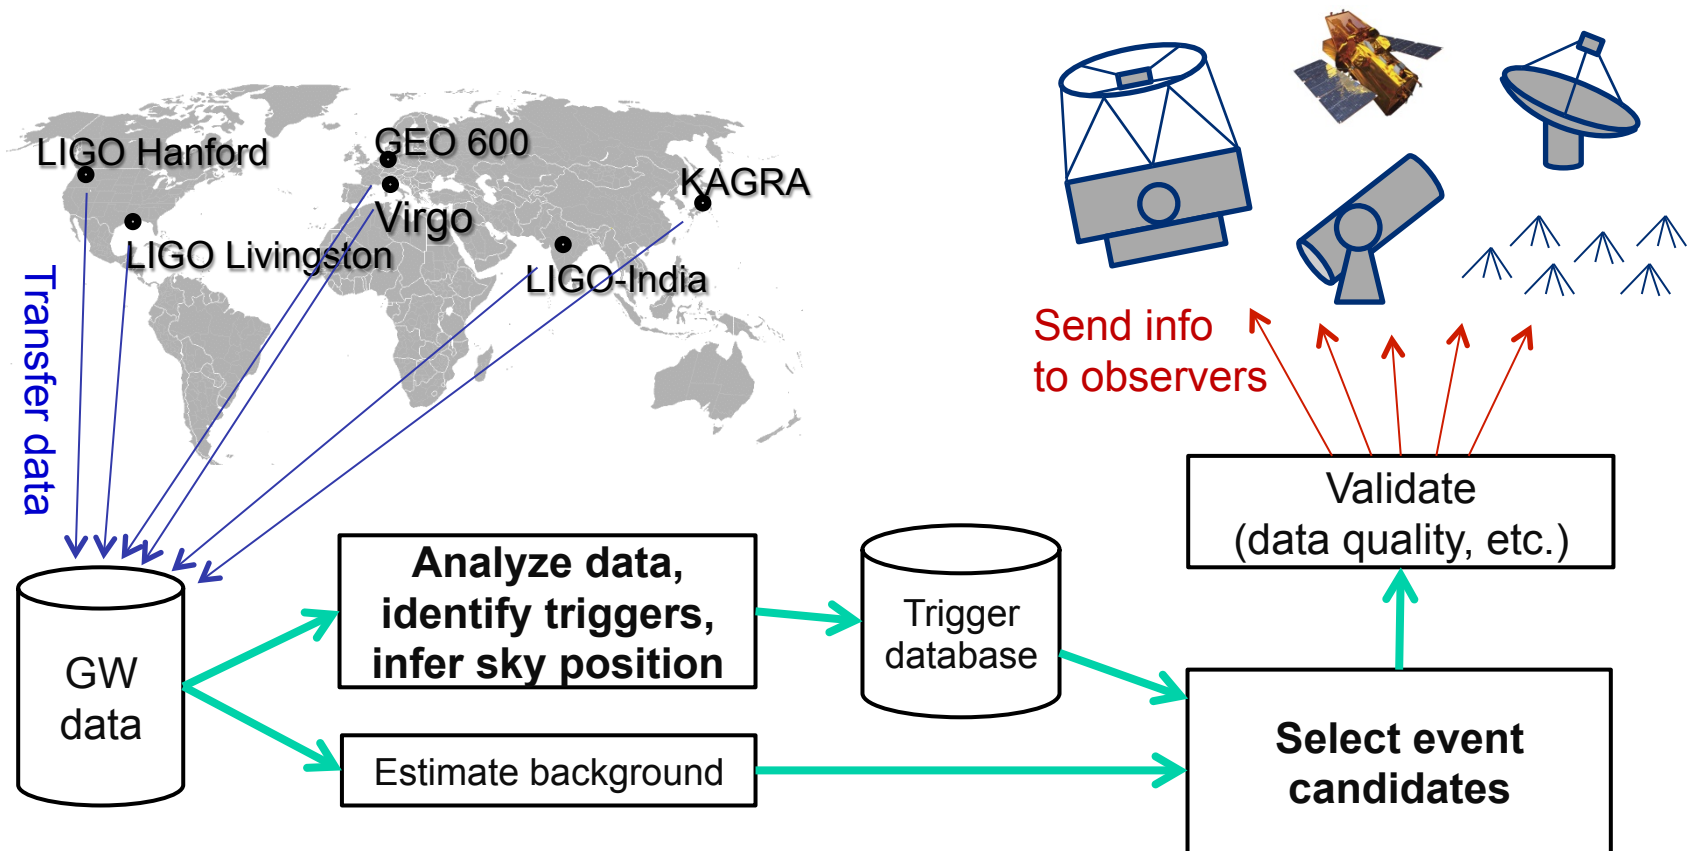 LIGO Hanford
GEO 600
KAGRA
Virgo
LIGO Livingston
LIGO-India
Transfer data
Send info
to observers
Validate
(data quality, etc.)
Analyze data,
identify triggers,
infer sky position
Trigger
database
GW
data
Estimate background
Select event
candidates